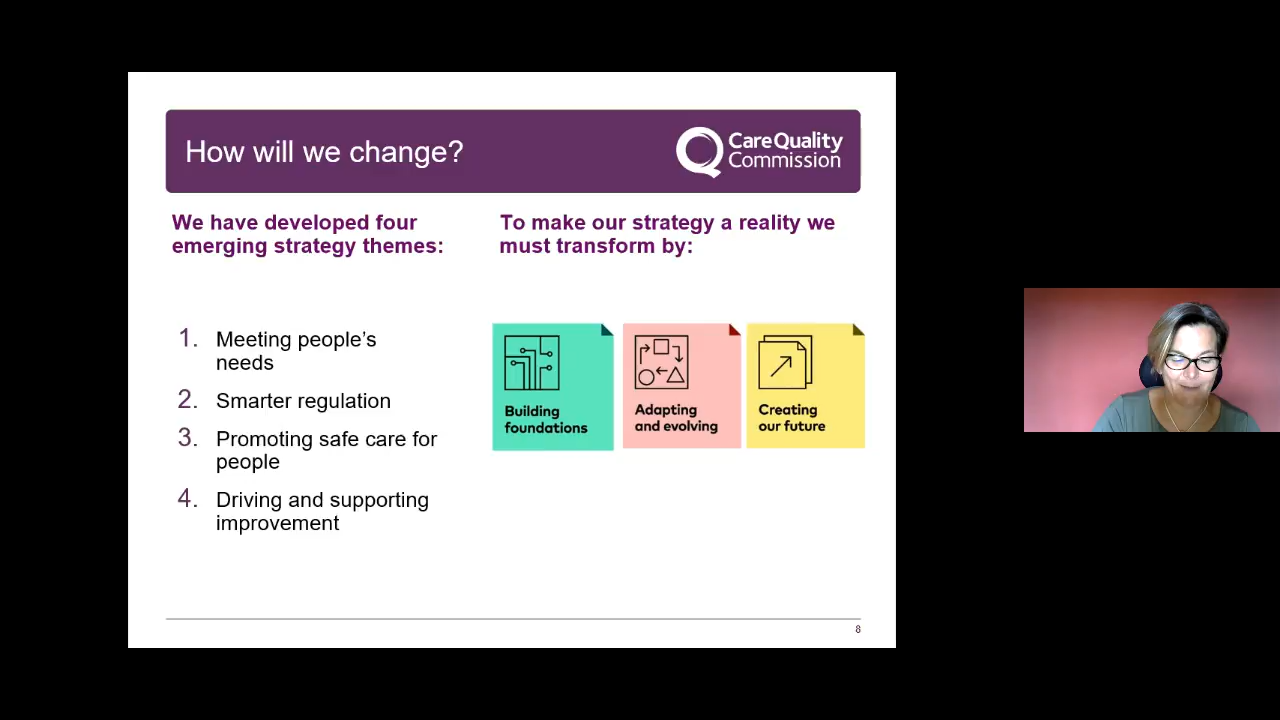 How will we change?
CareQuality
Commission
We have developed four
emerging strategy themes:
1. Meeting people's
needs
2. Smarter regulation
3. Promoting safe care for
people
4. Driving and supporting
improvement
To make our strategy a reality we
must transform by:
Building
foundations
Adapting
and evolving
Creating
our future
8